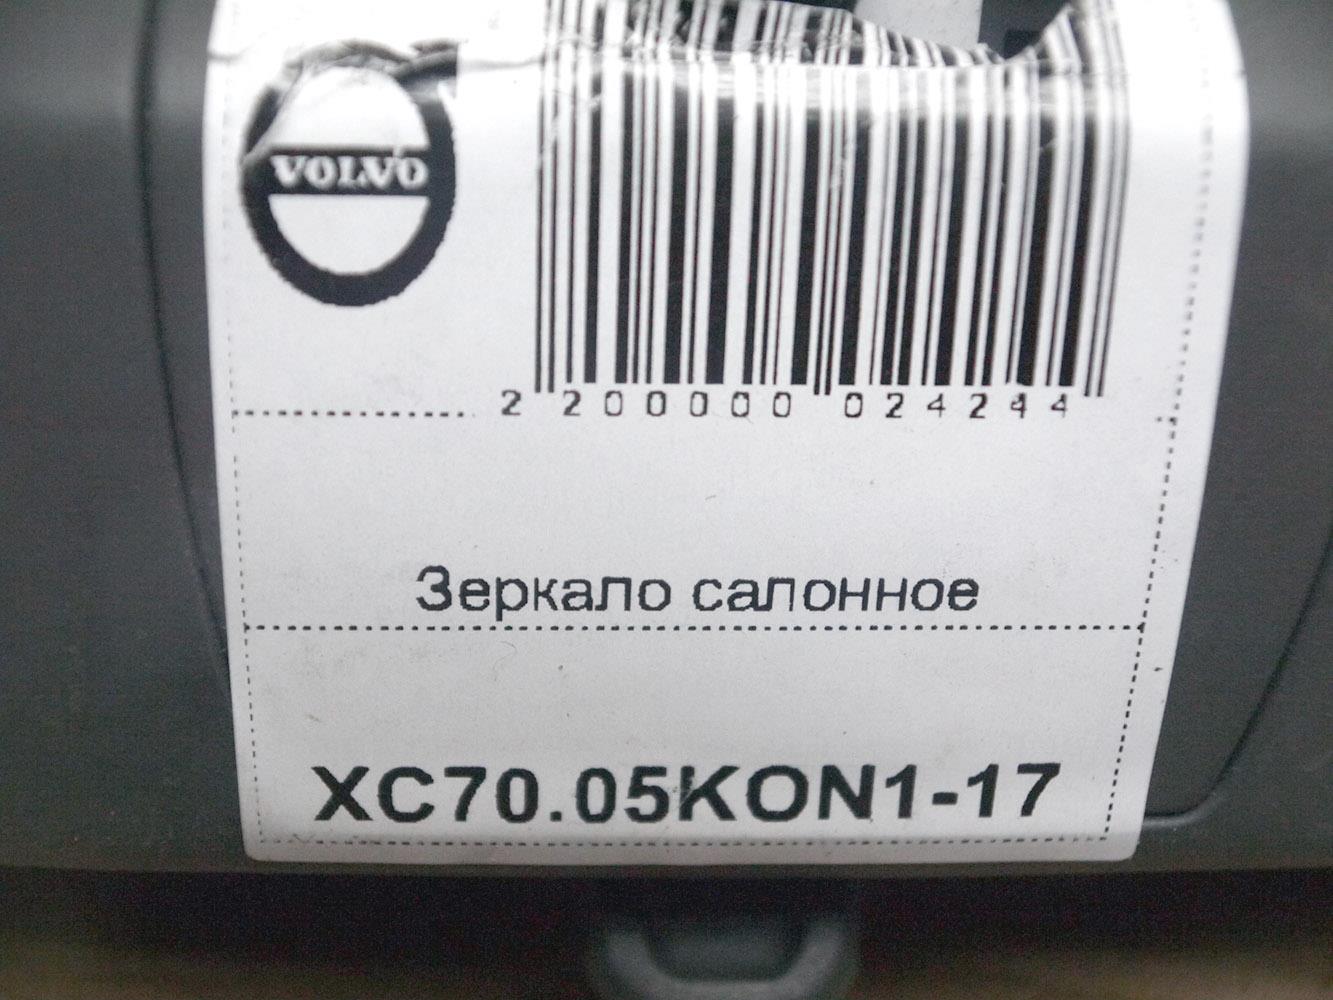 VOLVO
2 200000 024244
Зеркало салонное
XC70.05KON1-17